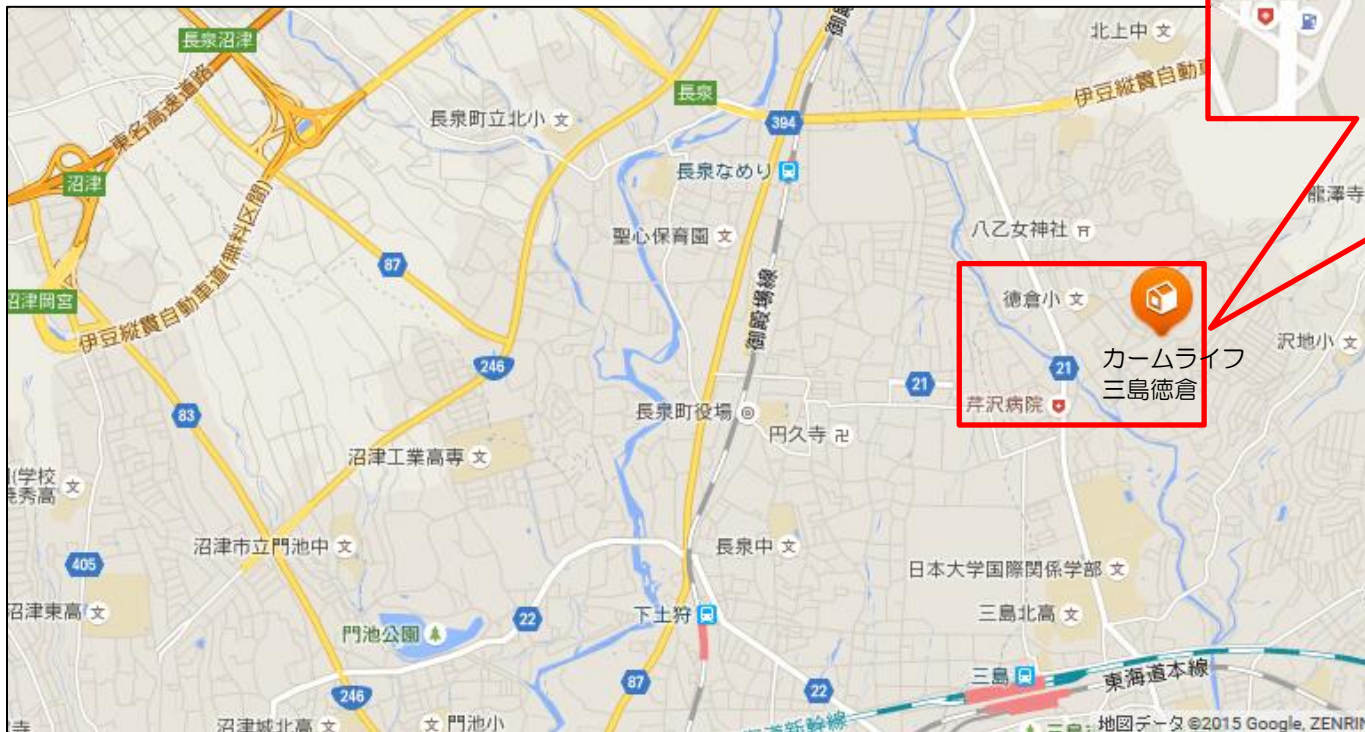 長泉沼津
御
北上中
東名高速道路
長泉
伊豆縦貫自動車
長泉町立北小
394
沼津
長泉なめり
龍澤寺
聖心保育園
八乙女神社
伊豆縦貫自動車道(無料区間)
87
沼津岡宮
御殿場線
徳倉小
沢地小
カームライフ
三島徳倉
246
21
21
芹沢病院
83
長泉町役場
円久寺
沼津工業高専
学校
秀高
沼津市立門池中
長泉中
405
日本大学国際関係学部
沼津東高
22
下土狩
三島北高
門池公園
三島
東海道本線
246
87
22
沼津城北高
門池小
道新幹線
地図データ ©2015 Google, ZENRIN